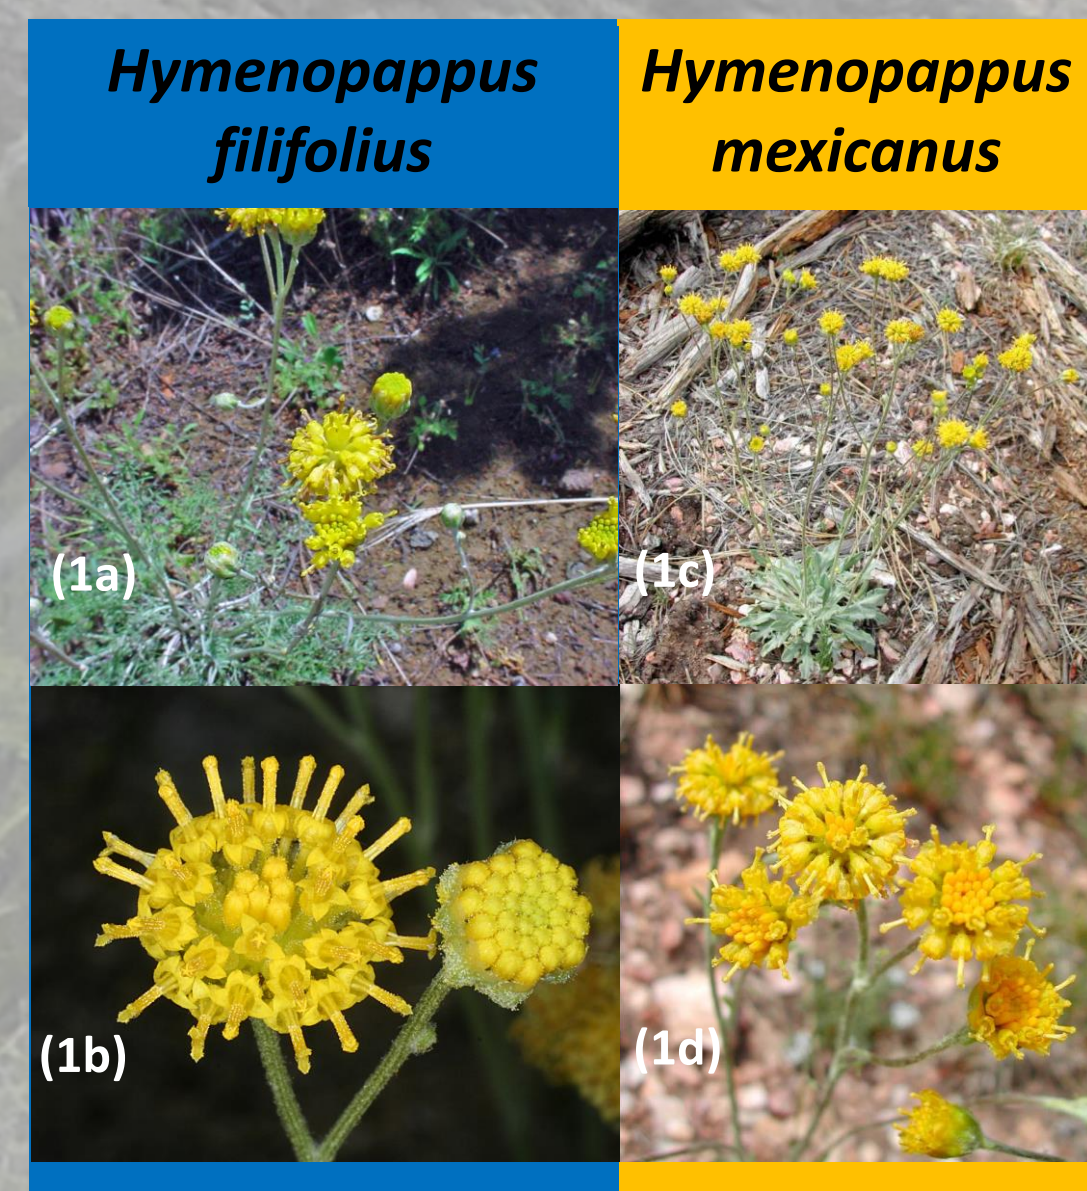 Hymenopappus
filifolius
Hymenopappus
mexicanus
(1a)
(1c)
(1b)
(1d)